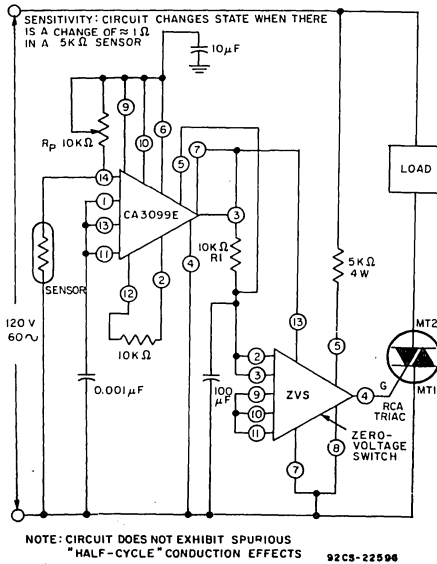 SENSITIVITY: CIRCUIT CHANGES STATE WHEN THERE
IS A CHANGE OF ≈ 1 Ω
IN A 5KΩ SENSOR
10µF
9
10
6
RP 10KΩ
5
7
14
1
CA3099E
3
13
11
12
2
4
10KΩ
R1
13
5KΩ
4W
LOAD
SENSOR
10KΩ
120 V
60 ~
0.001µF
100
µF
2
3
9
10
11
ZVS
5
4
G
MT2
MT1
RCA
TRIAC
7
8
ZERO-
VOLTAGE
SWITCH
NOTE: CIRCUIT DOES NOT EXHIBIT SPURIOUS
"HALF-CYCLE" CONDUCTION EFFECTS
92CS-22596